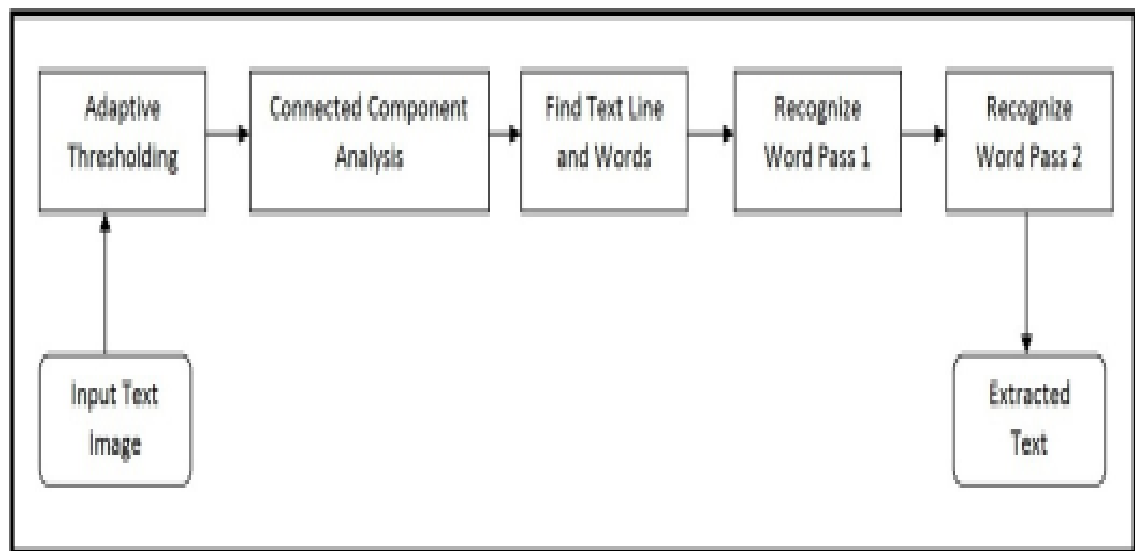 Adaptive
Thresholding
Connected Component
Analysis
Find Text Line
and Words
Recognize
Word Pass 1
Recognize
Word Pass 2
Input Text
Image
Extracted
Text